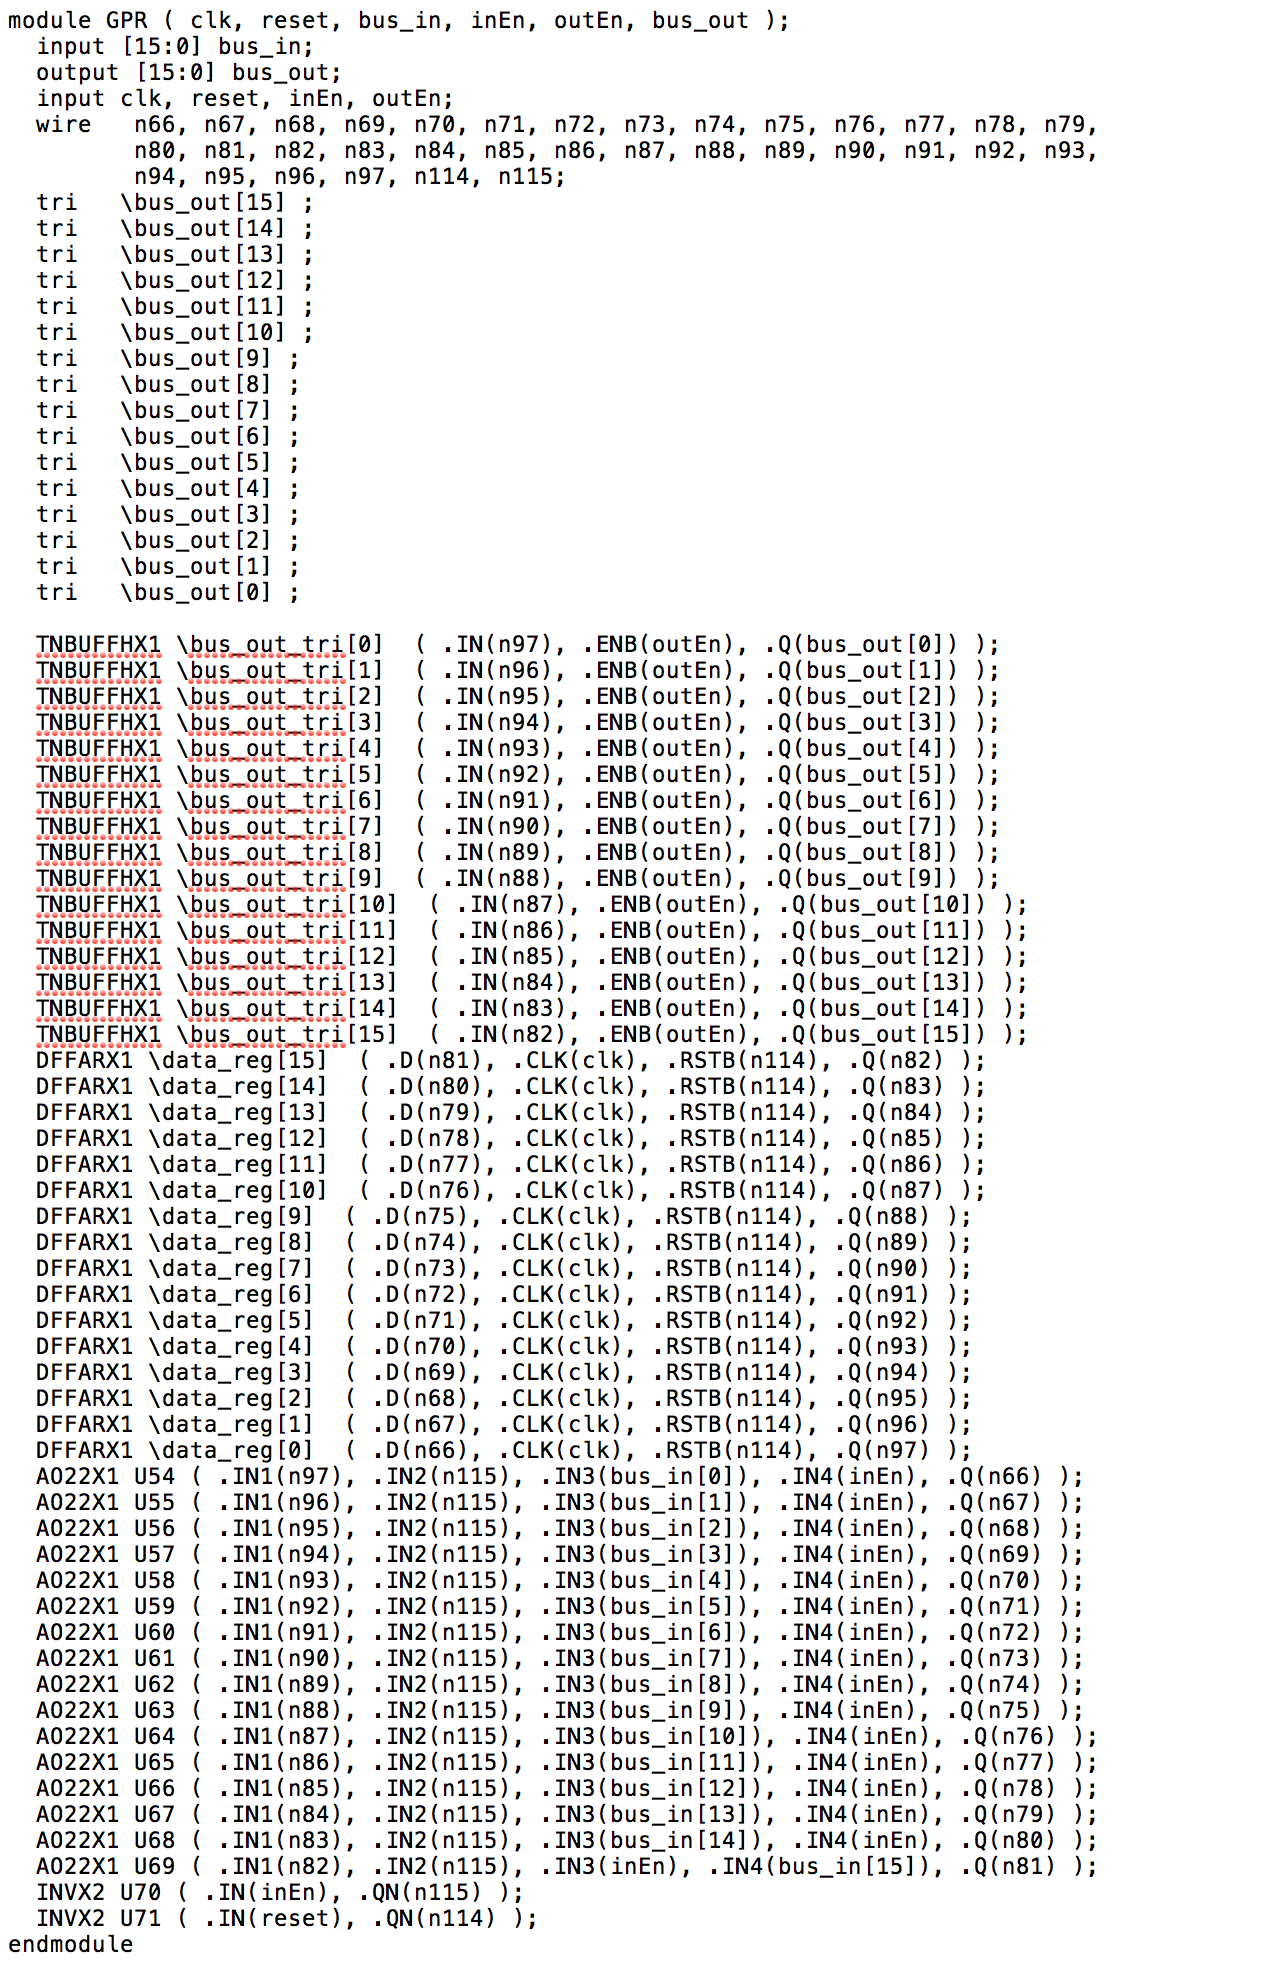 module GPR ( clk, reset, bus_in, inEn, outEn, bus_out );
  input [15:0] bus_in;
  output [15:0] bus_out;
  input clk, reset, inEn, outEn;
  wire   n66, n67, n68, n69, n70, n71, n72, n73, n74, n75, n76, n77, n78, n79,
         n80, n81, n82, n83, n84, n85, n86, n87, n88, n89, n90, n91, n92, n93,
         n94, n95, n96, n97, n114, n115;
  tri   \bus_out[15] ;
  tri   \bus_out[14] ;
  tri   \bus_out[13] ;
  tri   \bus_out[12] ;
  tri   \bus_out[11] ;
  tri   \bus_out[10] ;
  tri   \bus_out[9] ;
  tri   \bus_out[8] ;
  tri   \bus_out[7] ;
  tri   \bus_out[6] ;
  tri   \bus_out[5] ;
  tri   \bus_out[4] ;
  tri   \bus_out[3] ;
  tri   \bus_out[2] ;
  tri   \bus_out[1] ;
  tri   \bus_out[0] ;

  TNBUFFHX1 \bus_out_tri[0]  ( .IN(n97), .ENB(outEn), .Q(bus_out[0]) );
  TNBUFFHX1 \bus_out_tri[1]  ( .IN(n96), .ENB(outEn), .Q(bus_out[1]) );
  TNBUFFHX1 \bus_out_tri[2]  ( .IN(n95), .ENB(outEn), .Q(bus_out[2]) );
  TNBUFFHX1 \bus_out_tri[3]  ( .IN(n94), .ENB(outEn), .Q(bus_out[3]) );
  TNBUFFHX1 \bus_out_tri[4]  ( .IN(n93), .ENB(outEn), .Q(bus_out[4]) );
  TNBUFFHX1 \bus_out_tri[5]  ( .IN(n92), .ENB(outEn), .Q(bus_out[5]) );
  TNBUFFHX1 \bus_out_tri[6]  ( .IN(n91), .ENB(outEn), .Q(bus_out[6]) );
  TNBUFFHX1 \bus_out_tri[7]  ( .IN(n90), .ENB(outEn), .Q(bus_out[7]) );
  TNBUFFHX1 \bus_out_tri[8]  ( .IN(n89), .ENB(outEn), .Q(bus_out[8]) );
  TNBUFFHX1 \bus_out_tri[9]  ( .IN(n88), .ENB(outEn), .Q(bus_out[9]) );
  TNBUFFHX1 \bus_out_tri[10]  ( .IN(n87), .ENB(outEn), .Q(bus_out[10]) );
  TNBUFFHX1 \bus_out_tri[11]  ( .IN(n86), .ENB(outEn), .Q(bus_out[11]) );
  TNBUFFHX1 \bus_out_tri[12]  ( .IN(n85), .ENB(outEn), .Q(bus_out[12]) );
  TNBUFFHX1 \bus_out_tri[13]  ( .IN(n84), .ENB(outEn), .Q(bus_out[13]) );
  TNBUFFHX1 \bus_out_tri[14]  ( .IN(n83), .ENB(outEn), .Q(bus_out[14]) );
  TNBUFFHX1 \bus_out_tri[15]  ( .IN(n82), .ENB(outEn), .Q(bus_out[15]) );
  DFFARX1 \data_reg[15]  ( .D(n81), .CLK(clk), .RSTB(n114), .Q(n82) );
  DFFARX1 \data_reg[14]  ( .D(n80), .CLK(clk), .RSTB(n114), .Q(n83) );
  DFFARX1 \data_reg[13]  ( .D(n79), .CLK(clk), .RSTB(n114), .Q(n84) );
  DFFARX1 \data_reg[12]  ( .D(n78), .CLK(clk), .RSTB(n114), .Q(n85) );
  DFFARX1 \data_reg[11]  ( .D(n77), .CLK(clk), .RSTB(n114), .Q(n86) );
  DFFARX1 \data_reg[10]  ( .D(n76), .CLK(clk), .RSTB(n114), .Q(n87) );
  DFFARX1 \data_reg[9]  ( .D(n75), .CLK(clk), .RSTB(n114), .Q(n88) );
  DFFARX1 \data_reg[8]  ( .D(n74), .CLK(clk), .RSTB(n114), .Q(n89) );
  DFFARX1 \data_reg[7]  ( .D(n73), .CLK(clk), .RSTB(n114), .Q(n90) );
  DFFARX1 \data_reg[6]  ( .D(n72), .CLK(clk), .RSTB(n114), .Q(n91) );
  DFFARX1 \data_reg[5]  ( .D(n71), .CLK(clk), .RSTB(n114), .Q(n92) );
  DFFARX1 \data_reg[4]  ( .D(n70), .CLK(clk), .RSTB(n114), .Q(n93) );
  DFFARX1 \data_reg[3]  ( .D(n69), .CLK(clk), .RSTB(n114), .Q(n94) );
  DFFARX1 \data_reg[2]  ( .D(n68), .CLK(clk), .RSTB(n114), .Q(n95) );
  DFFARX1 \data_reg[1]  ( .D(n67), .CLK(clk), .RSTB(n114), .Q(n96) );
  DFFARX1 \data_reg[0]  ( .D(n66), .CLK(clk), .RSTB(n114), .Q(n97) );
  AO22X1 U54 ( .IN1(n97), .IN2(n115), .IN3(bus_in[0]), .IN4(inEn), .Q(n66) );
  AO22X1 U55 ( .IN1(n96), .IN2(n115), .IN3(bus_in[1]), .IN4(inEn), .Q(n67) );
  AO22X1 U56 ( .IN1(n95), .IN2(n115), .IN3(bus_in[2]), .IN4(inEn), .Q(n68) );
  AO22X1 U57 ( .IN1(n94), .IN2(n115), .IN3(bus_in[3]), .IN4(inEn), .Q(n69) );
  AO22X1 U58 ( .IN1(n93), .IN2(n115), .IN3(bus_in[4]), .IN4(inEn), .Q(n70) );
  AO22X1 U59 ( .IN1(n92), .IN2(n115), .IN3(bus_in[5]), .IN4(inEn), .Q(n71) );
  AO22X1 U60 ( .IN1(n91), .IN2(n115), .IN3(bus_in[6]), .IN4(inEn), .Q(n72) );
  AO22X1 U61 ( .IN1(n90), .IN2(n115), .IN3(bus_in[7]), .IN4(inEn), .Q(n73) );
  AO22X1 U62 ( .IN1(n89), .IN2(n115), .IN3(bus_in[8]), .IN4(inEn), .Q(n74) );
  AO22X1 U63 ( .IN1(n88), .IN2(n115), .IN3(bus_in[9]), .IN4(inEn), .Q(n75) );
  AO22X1 U64 ( .IN1(n87), .IN2(n115), .IN3(bus_in[10]), .IN4(inEn), .Q(n76) );
  AO22X1 U65 ( .IN1(n86), .IN2(n115), .IN3(bus_in[11]), .IN4(inEn), .Q(n77) );
  AO22X1 U66 ( .IN1(n85), .IN2(n115), .IN3(bus_in[12]), .IN4(inEn), .Q(n78) );
  AO22X1 U67 ( .IN1(n84), .IN2(n115), .IN3(bus_in[13]), .IN4(inEn), .Q(n79) );
  AO22X1 U68 ( .IN1(n83), .IN2(n115), .IN3(bus_in[14]), .IN4(inEn), .Q(n80) );
  AO22X1 U69 ( .IN1(n82), .IN2(n115), .IN3(inEn), .IN4(bus_in[15]), .Q(n81) );
  INVX2 U70 ( .IN(inEn), .QN(n115) );
  INVX2 U71 ( .IN(reset), .QN(n114) );
endmodule